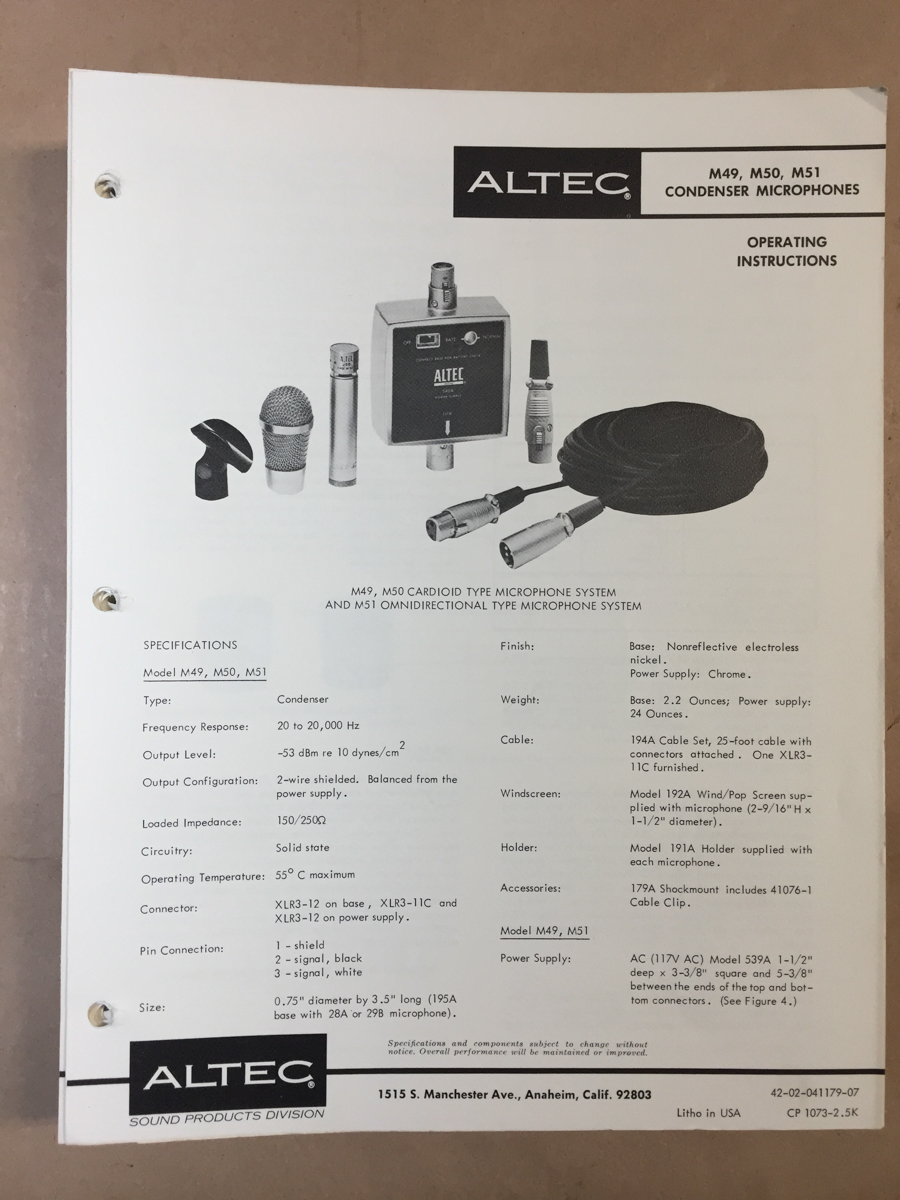 ALTEC®
M49, M50, M51
CONDENSER MICROPHONES
OPERATING
INSTRUCTIONS
OFF
ALTEC
M49, M50 CARDIOID TYPE MICROPHONE SYSTEM
AND M51 OMNIDIRECTIONAL TYPE MICROPHONE SYSTEM
SPECIFICATIONS
Model M49, M50, M51
Type: Condenser
Frequency Response: 20 to 20,000 Hz
Output Level: -53 dBm re 10 dynes/cm2
Output Configuration: 2-wire shielded. Balanced from the
power supply.
Loaded Impedance: 150/250Ω
Circuitry: Solid state
Operating Temperature: 55° C maximum
Connector: XLR3-12 on base, XLR3-11C and
XLR3-12 on power supply.
Pin Connection: 1 - shield
2 - signal, black
3 - signal, white
Size: 0.75" diameter by 3.5" long (195A
base with 28A or 29B microphone).
Finish: Base: Nonreflective electroless
nickel.
Power Supply: Chrome.
Weight: Base: 2.2 Ounces; Power supply:
24 Ounces.
Cable: 194A Cable Set, 25-foot cable with
connectors attached. One XLR3-
11C furnished.
Windscreen: Model 192A Wind/Pop Screen sup-
plied with microphone (2-9/16" H x
1-1/2" diameter).
Holder: Model 191A Holder supplied with
each microphone.
Accessories: 179A Shockmount includes 41076-1
Cable Clip.
Model M49, M51
Power Supply: AC (117V AC) Model 539A 1-1/2"
deep x 3-3/8" square and 5-3/8"
between the ends of the top and bot-
tom connectors. (See Figure 4.)
Specifications and components subject to change without
notice. Overall performance will be maintained or improved.
ALTEC®
SOUND PRODUCTS DIVISION
1515 S. Manchester Ave., Anaheim, Calif. 92803
42-02-041179-07
Litho in USA CP 1073-2.5K